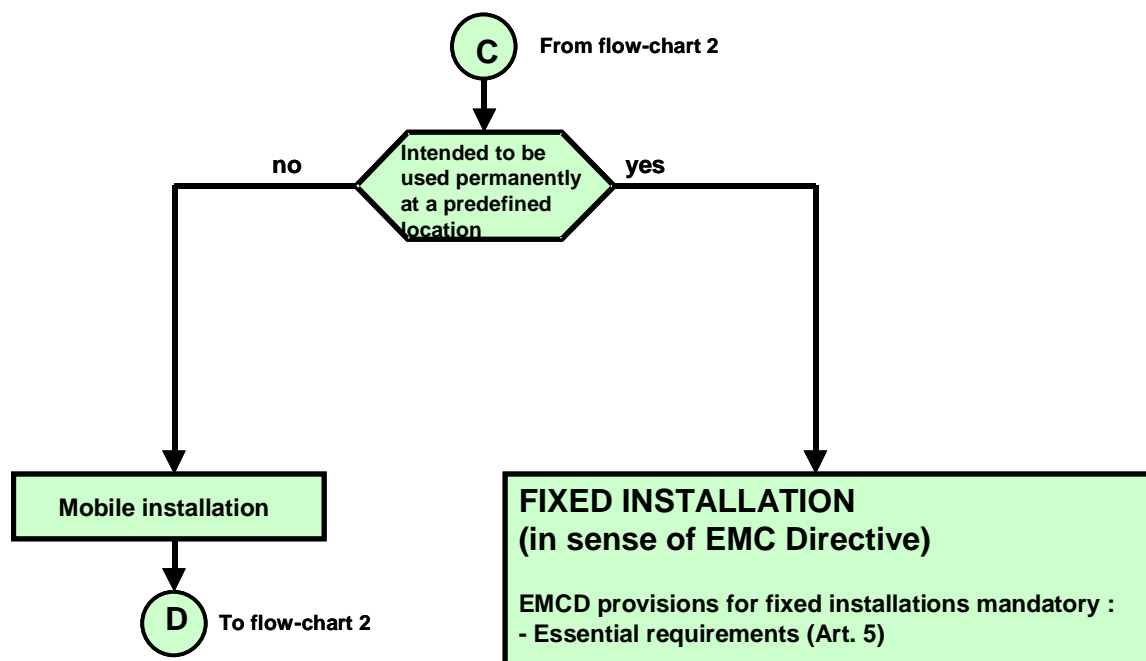 C
From flow-chart 2
Intended to be
used permanently
at a predefined
location
no
yes
Mobile installation
D
To flow-chart 2
FIXED INSTALLATION
(in sense of EMC Directive)
EMCD provisions for fixed installations mandatory :
- Essential requirements (Art. 5)